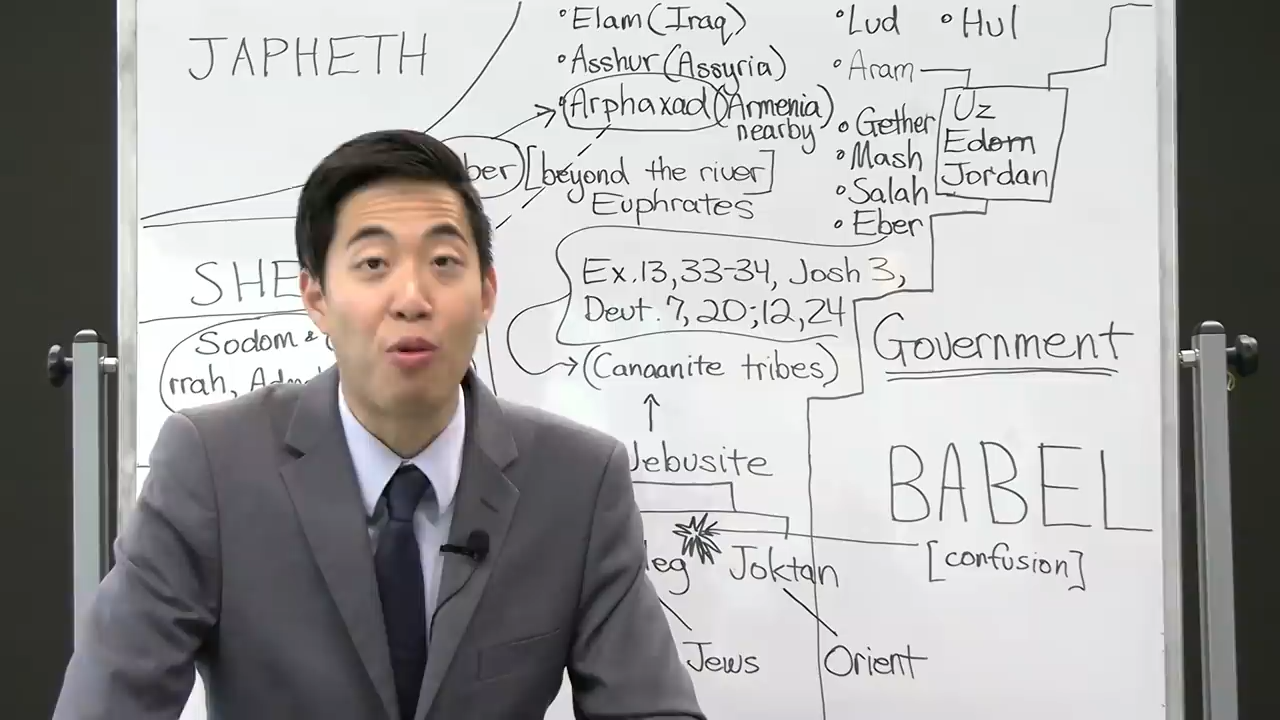 JAPHETH
SHE
Sodom &
rrah,
°Elam (Iraq)
°Asshur (Assyria)
°Arphaxad (Armenia)
nearby
ber [beyond the river]
Euphrates
°Lud °Hul
°Aram
°Gether
°Mash
°Salah
°Eber
Uz
Edom
Jordan
Ex.13,33-34, Josh 3,
Deut. 7, 20; 12, 24
(Canaanite tribes)
Jebusite
leg Joktan
Jews Orient
Government
BABEL
[confusion]